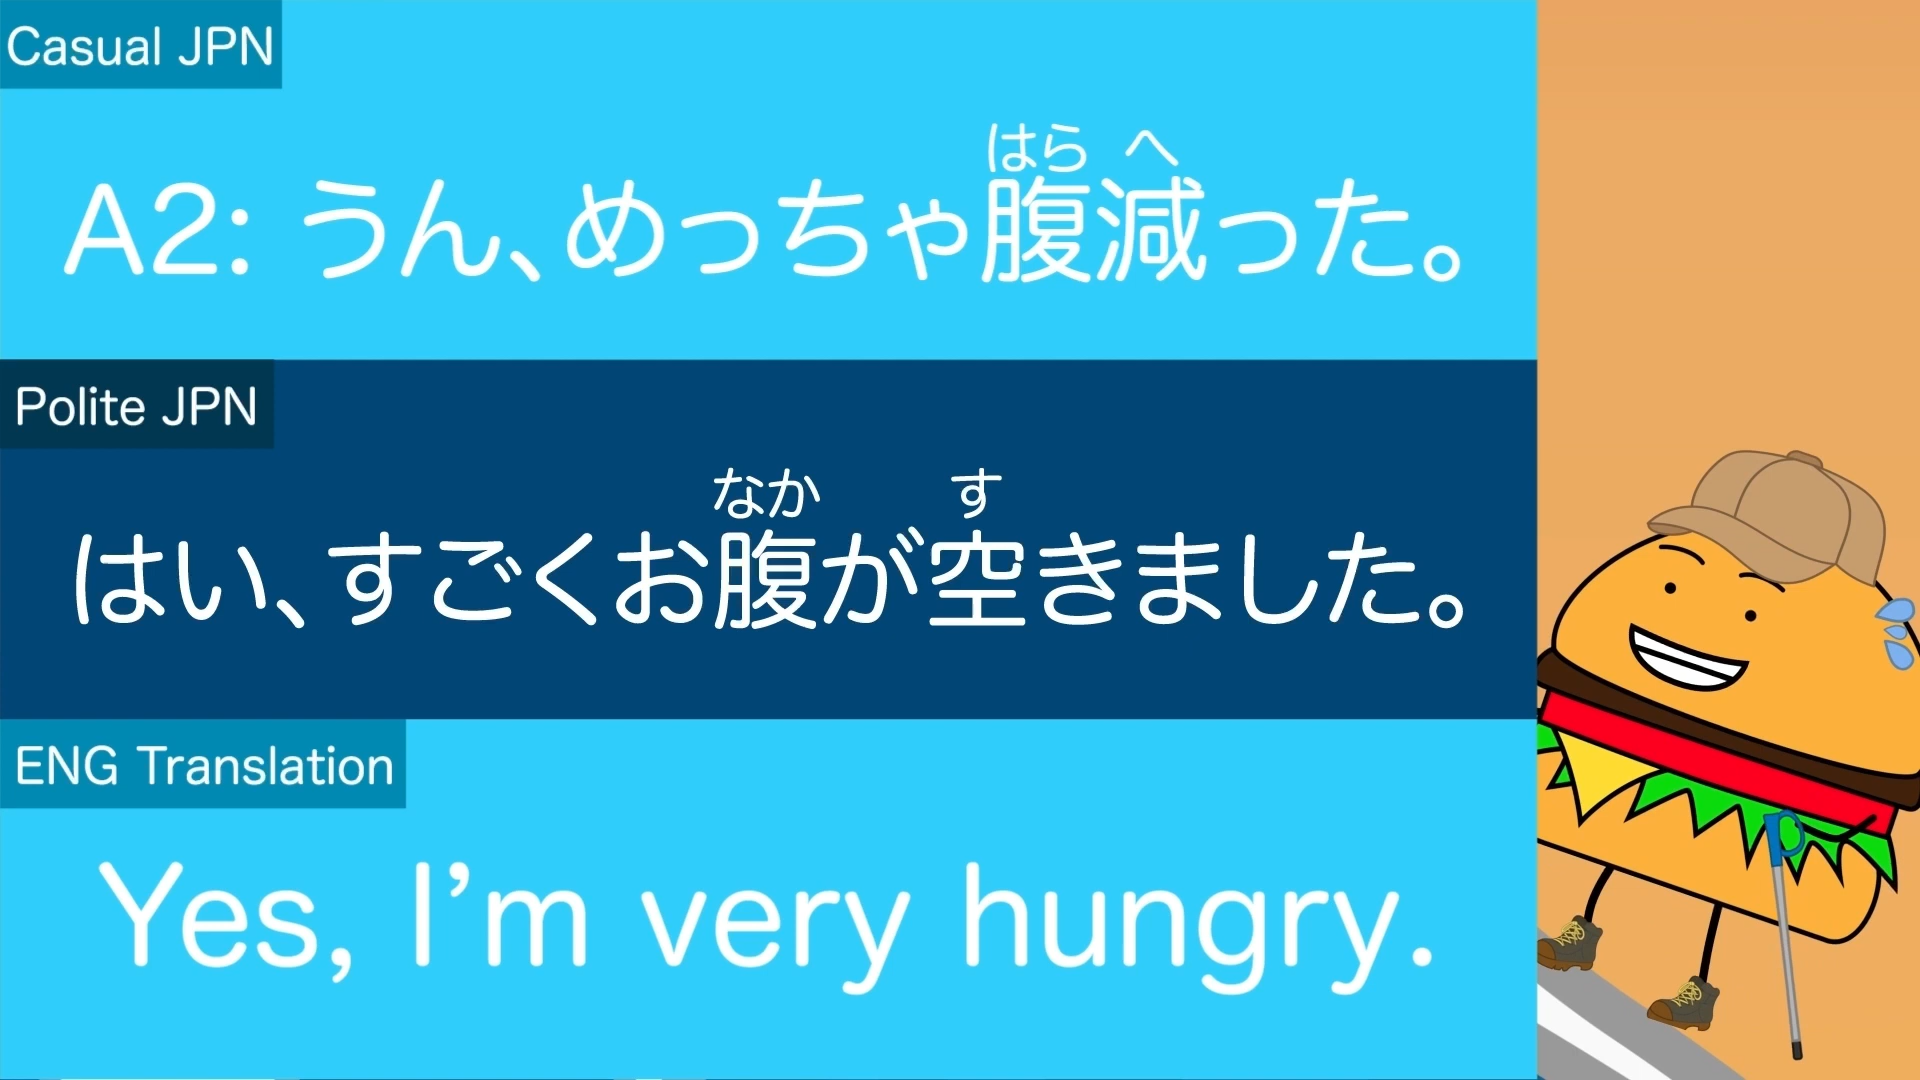 Casual JPN
はら へ
A2: うん、めっちゃ腹減った。
Polite JPN
なか す
はい、すごくお腹が空きました。
ENG Translation
Yes, I’m very hungry.